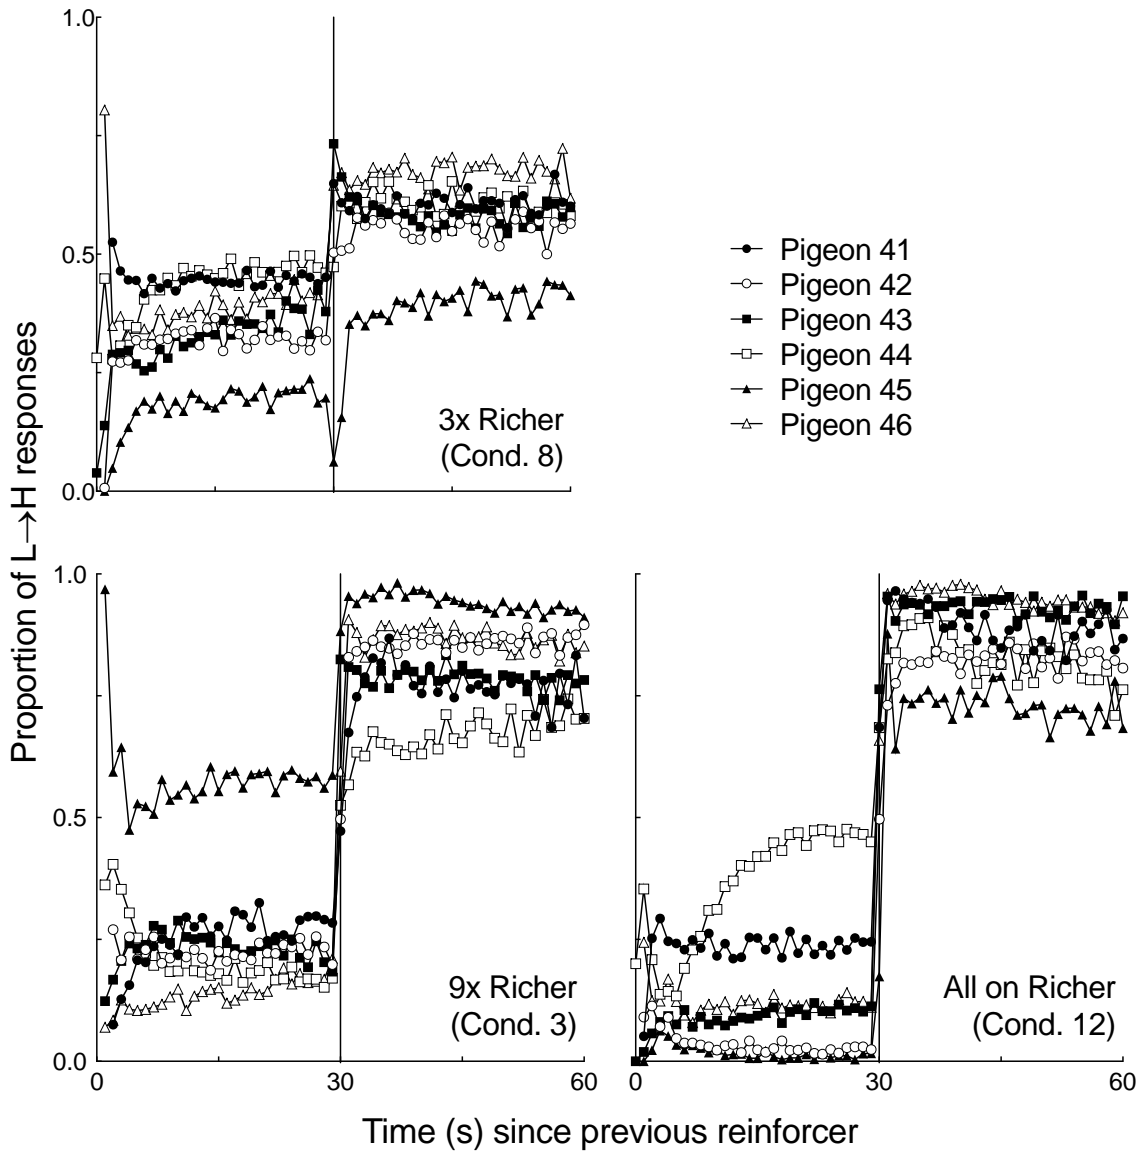 1.0
0.5
0.0
3x Richer
(Cond. 8)
Pigeon 41
Pigeon 42
Pigeon 43
Pigeon 44
Pigeon 45
Pigeon 46
Proportion of L→H responses
1.0
0.5
0.0
0
30
60
9x Richer
(Cond. 3)
All on Richer
(Cond. 12)
0
30
60
Time (s) since previous reinforcer